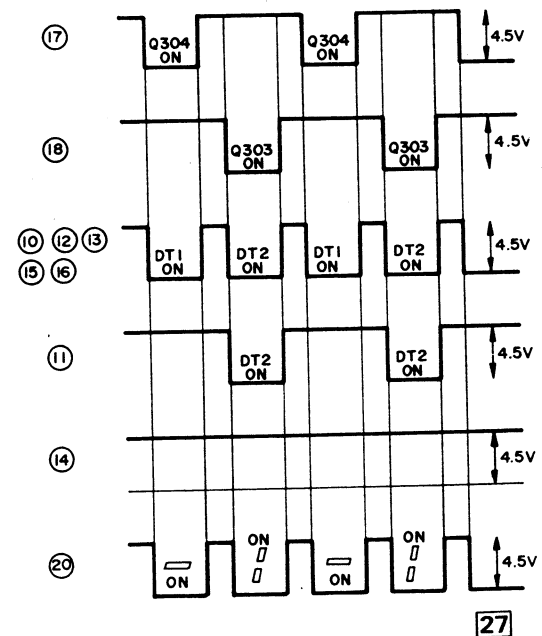 ⑰ Q304 ON Q304 ON 4.5V
⑱ Q303 ON Q303 ON 4.5V
⑩ ⑫ ⑬ DT1 ON DT2 ON DT1 ON DT2 ON 4.5V
⑮ ⑯
⑪ DT2 ON DT2 ON 4.5V
⑭ 4.5V
⑳ ON ON ON ON 4.5V
27